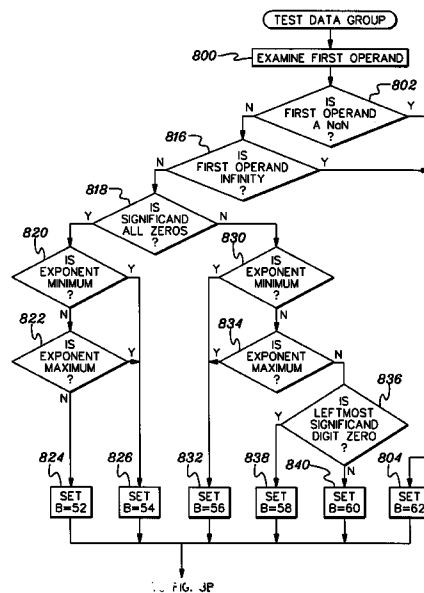 TEST DATA GROUP
800
EXAMINE FIRST OPERAND
802
IS
FIRST OPERAND
A NaN
?
N
Y
816
IS
FIRST OPERAND
INFINITY
?
N
Y
818
IS
SIGNIFICAND
ALL ZEROS
?
Y
N
820
IS
EXPONENT
MINIMUM
?
Y
N
830
IS
EXPONENT
MINIMUM
?
Y
N
822
IS
EXPONENT
MAXIMUM
?
Y
N
834
IS
EXPONENT
MAXIMUM
?
Y
N
836
IS
LEFTMOST
SIGNIFICAND
DIGIT ZERO
?
Y
N
824
SET
B=52
826
SET
B=54
832
SET
B=56
838
SET
B=58
840
SET
B=60
804
SET
B=62
TO FIG. 3B